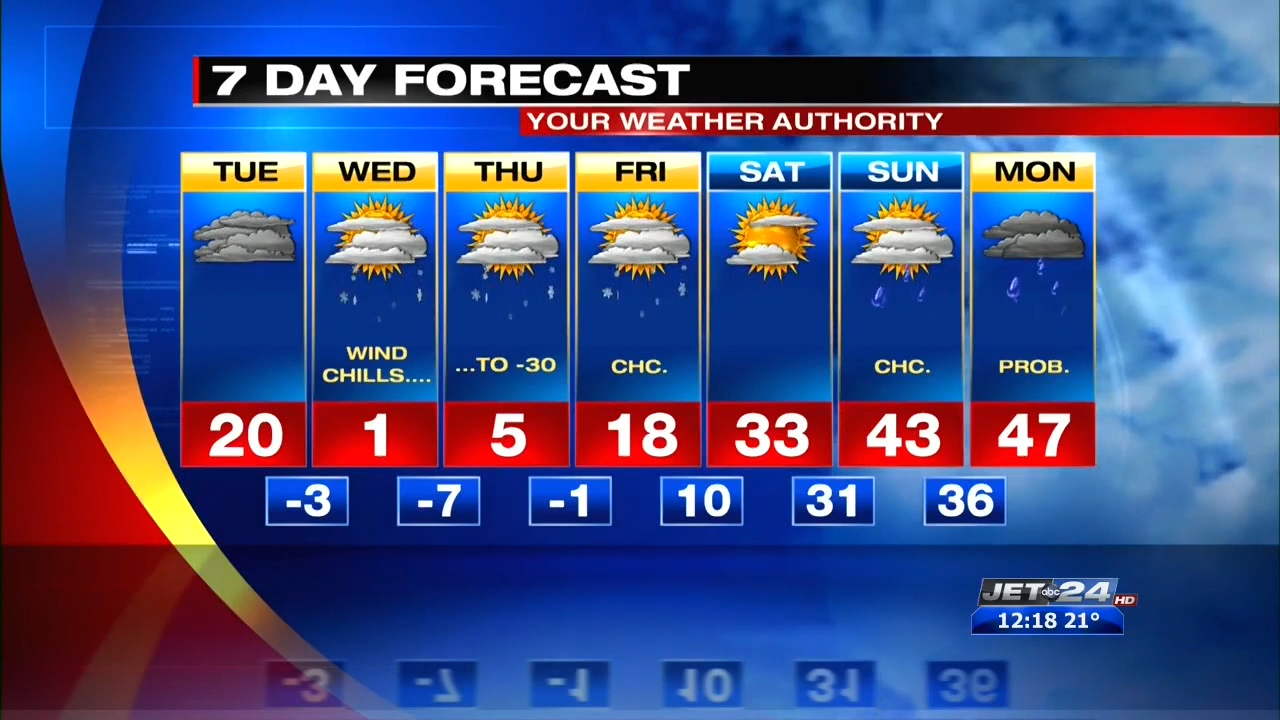 7 DAY FORECAST
YOUR WEATHER AUTHORITY
TUE WED THU FRI SAT SUN MON
WIND
CHILLS.... ...TO -30 CHC. CHC. PROB.
20 1 5 18 33 43 47
-3 -7 -1 10 31 36
JET abc 24 HD
12:18 21°